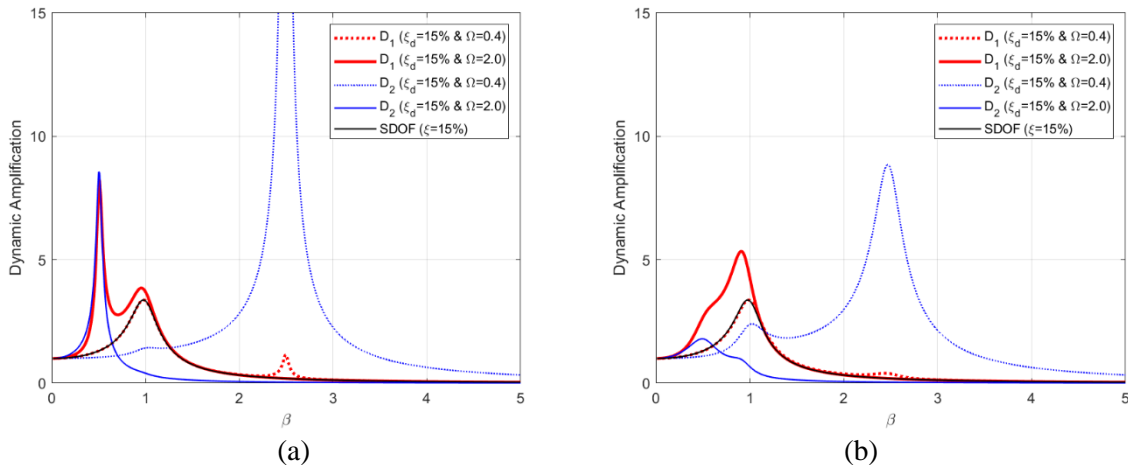 15
10
5
0
Dynamic Amplification
D1 (ξd=15% & Ω=0.4)
D1 (ξd=15% & Ω=2.0)
D2 (ξd=15% & Ω=0.4)
D2 (ξd=15% & Ω=2.0)
SDOF (ξ=15%)
0 1 2 3 4 5
β
(a)
15
10
5
0
Dynamic Amplification
D1 (ξd=15% & Ω=0.4)
D1 (ξd=15% & Ω=2.0)
D2 (ξd=15% & Ω=0.4)
D2 (ξd=15% & Ω=2.0)
SDOF (ξ=15%)
0 1 2 3 4 5
β
(b)